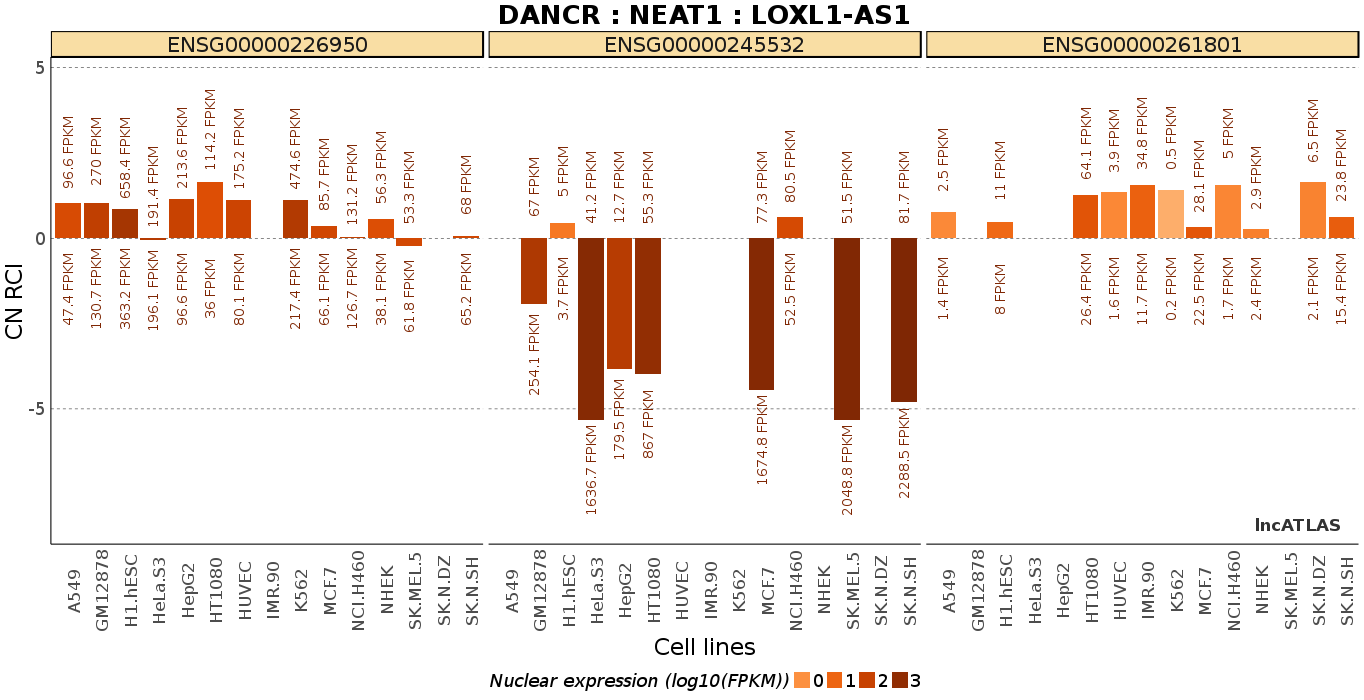 DANCR : NEAT1 : LOXL1-AS1
ENSG00000226950 ENSG00000245532 ENSG00000261801
5
0
-5
CN RCI
96.6 FPKM 270 FPKM 658.4 FPKM 191.4 FPKM 213.6 FPKM 114.2 FPKM 175.2 FPKM 474.6 FPKM 85.7 FPKM 131.2 FPKM 56.3 FPKM 53.3 FPKM 68 FPKM
47.4 FPKM 130.7 FPKM 363.2 FPKM 196.1 FPKM 96.6 FPKM 36 FPKM 80.1 FPKM 217.4 FPKM 66.1 FPKM 126.7 FPKM 38.1 FPKM 61.8 FPKM 65.2 FPKM
67 FPKM 5 FPKM 41.2 FPKM 12.7 FPKM 55.3 FPKM 77.3 FPKM 80.5 FPKM 51.5 FPKM 81.7 FPKM
254.1 FPKM 3.7 FPKM 1636.7 FPKM 179.5 FPKM 867 FPKM 1674.8 FPKM 52.5 FPKM 2048.8 FPKM 2288.5 FPKM
2.5 FPKM 11 FPKM 64.1 FPKM 3.9 FPKM 34.8 FPKM 0.5 FPKM 28.1 FPKM 5 FPKM 2.9 FPKM 6.5 FPKM 23.8 FPKM
1.4 FPKM 8 FPKM 26.4 FPKM 1.6 FPKM 11.7 FPKM 0.2 FPKM 22.5 FPKM 1.7 FPKM 2.4 FPKM 2.1 FPKM 15.4 FPKM
lncATLAS
A549 GM12878 H1.hESC HeLa.S3 HepG2 HT1080 HUVEC IMR.90 K562 MCF.7 NCI.H460 NHEK SK.MEL.5 SK.N.DZ SK.N.SH
A549 GM12878 H1.hESC HeLa.S3 HepG2 HT1080 HUVEC IMR.90 K562 MCF.7 NCI.H460 NHEK SK.MEL.5 SK.N.DZ SK.N.SH
A549 GM12878 H1.hESC HeLa.S3 HepG2 HT1080 HUVEC IMR.90 K562 MCF.7 NCI.H460 NHEK SK.MEL.5 SK.N.DZ SK.N.SH
Cell lines
Nuclear expression (log10(FPKM)) 0 1 2 3